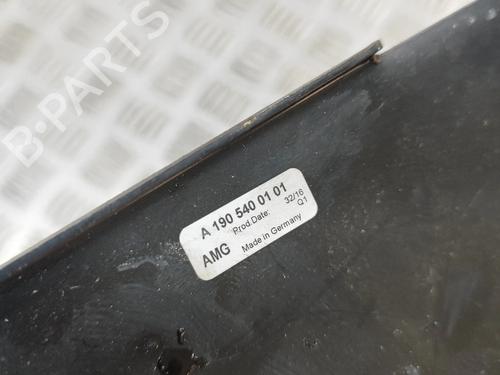 B-PARTS
A 190 540 01 01
Prod.Date: 32/16
AMG Made in Germany Q1